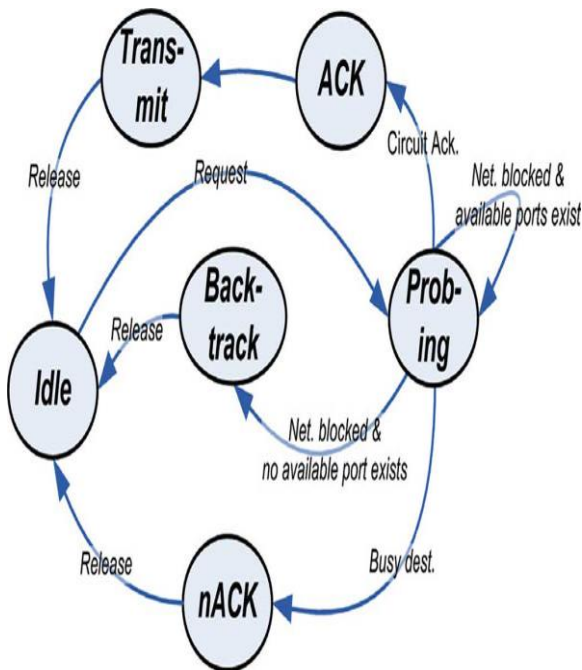 Trans-
mit
ACK
Circuit Ack.
Release
Request
Net. blocked &
available ports exist
Back-
track
Prob-
ing
Release
Idle
Net. blocked &
no available port exists
Release
nACK
Busy dest.